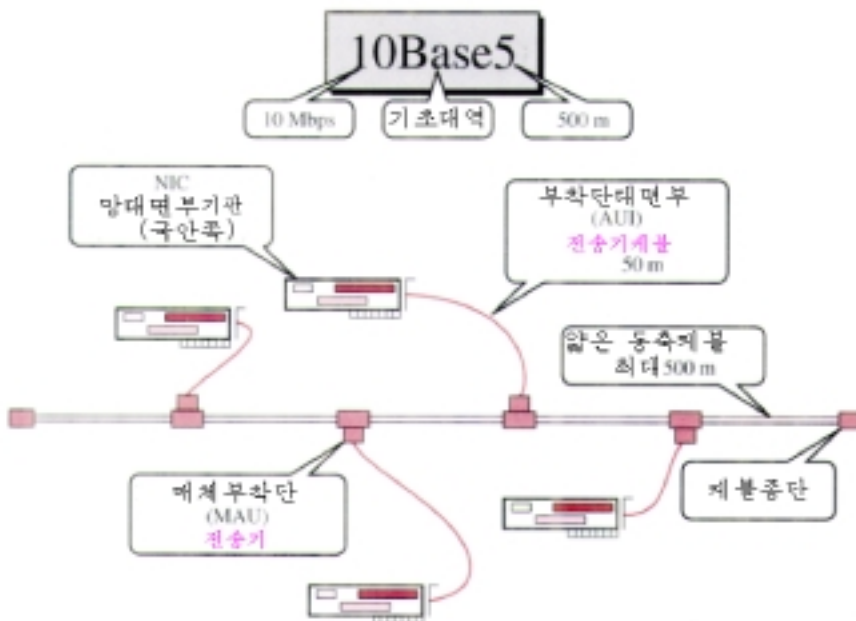 10Base5
10 Mbps
기초대역
500 m
NIC
망대면부기판
(국안쪽)
부착단대면부
(AUI)
전송기케블
50 m
얇은 동축케블
최대 500 m
매체부착단
(MAU)
전송기
케블종단